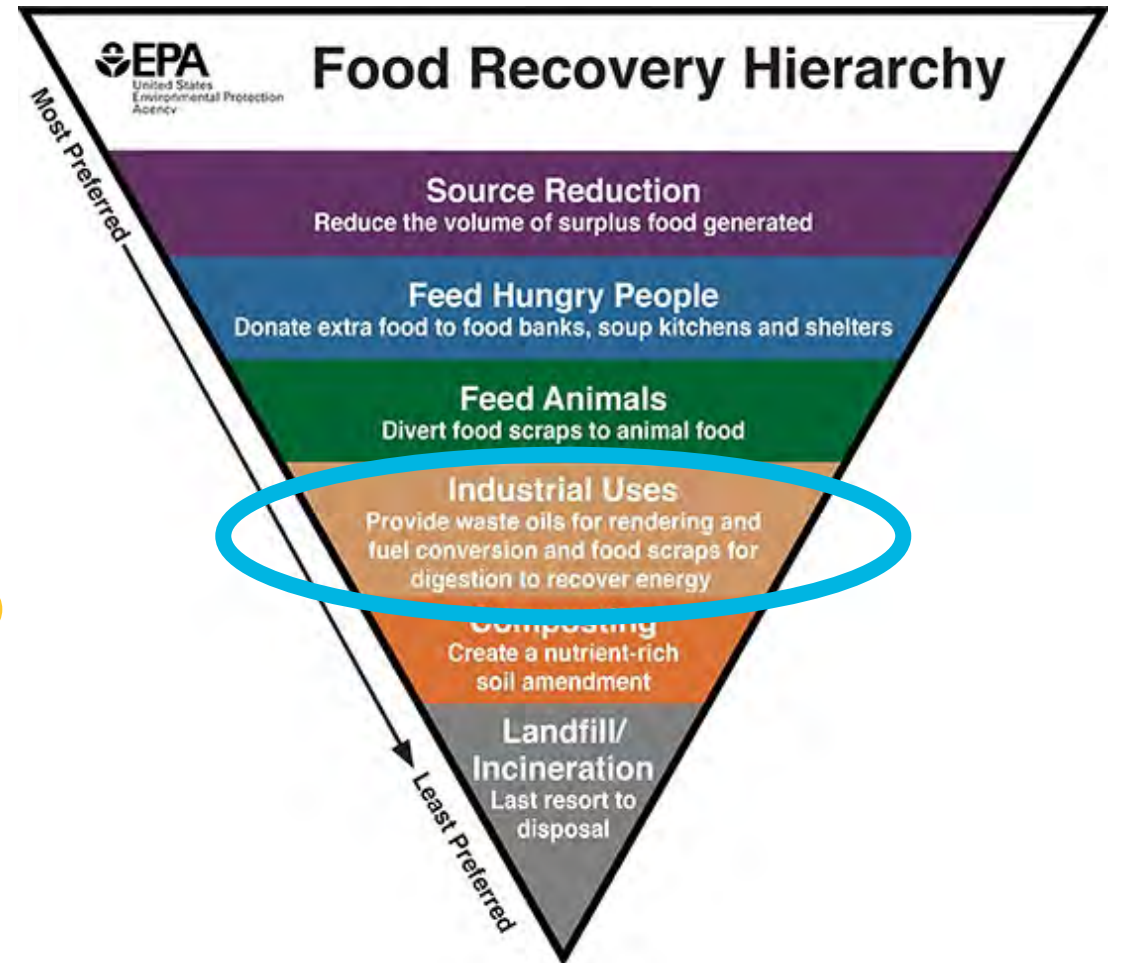 EPA
United States
Environmental Protection
Agency
Food Recovery Hierarchy
Most Preferred
Source Reduction
Reduce the volume of surplus food generated
Feed Hungry People
Donate extra food to food banks, soup kitchens and shelters
Feed Animals
Divert food scraps to animal food
Industrial Uses
Provide waste oils for rendering and
fuel conversion and food scraps for
digestion to recover energy
Composting
Create a nutrient-rich
soil amendment
Landfill/
Incineration
Last resort to
disposal
Least Preferred